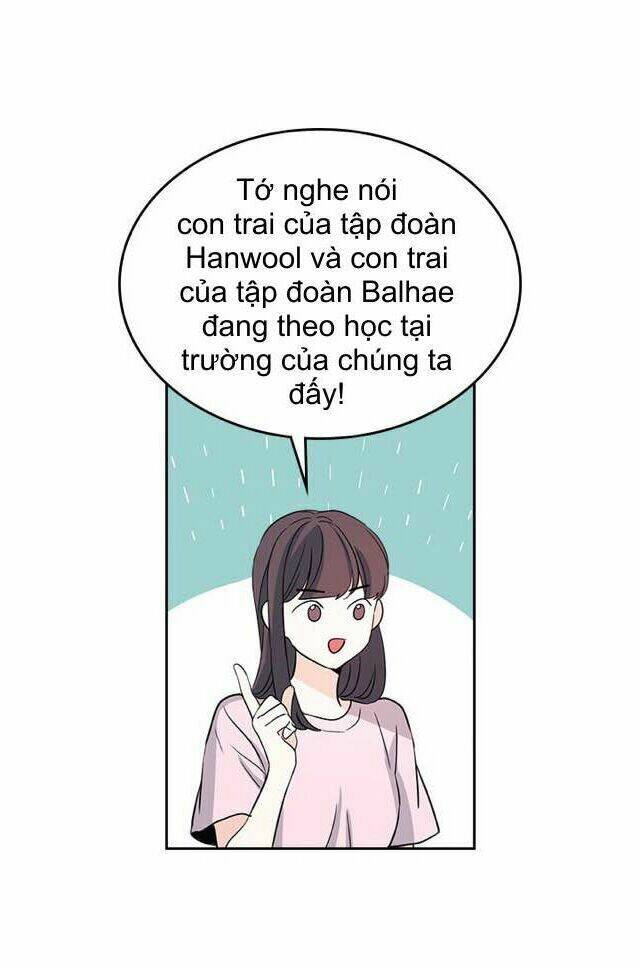 Tớ nghe nói
con trai của tập đoàn
Hanwool và con trai
của tập đoàn Balhae
đang theo học tại
trường của chúng ta
đấy!